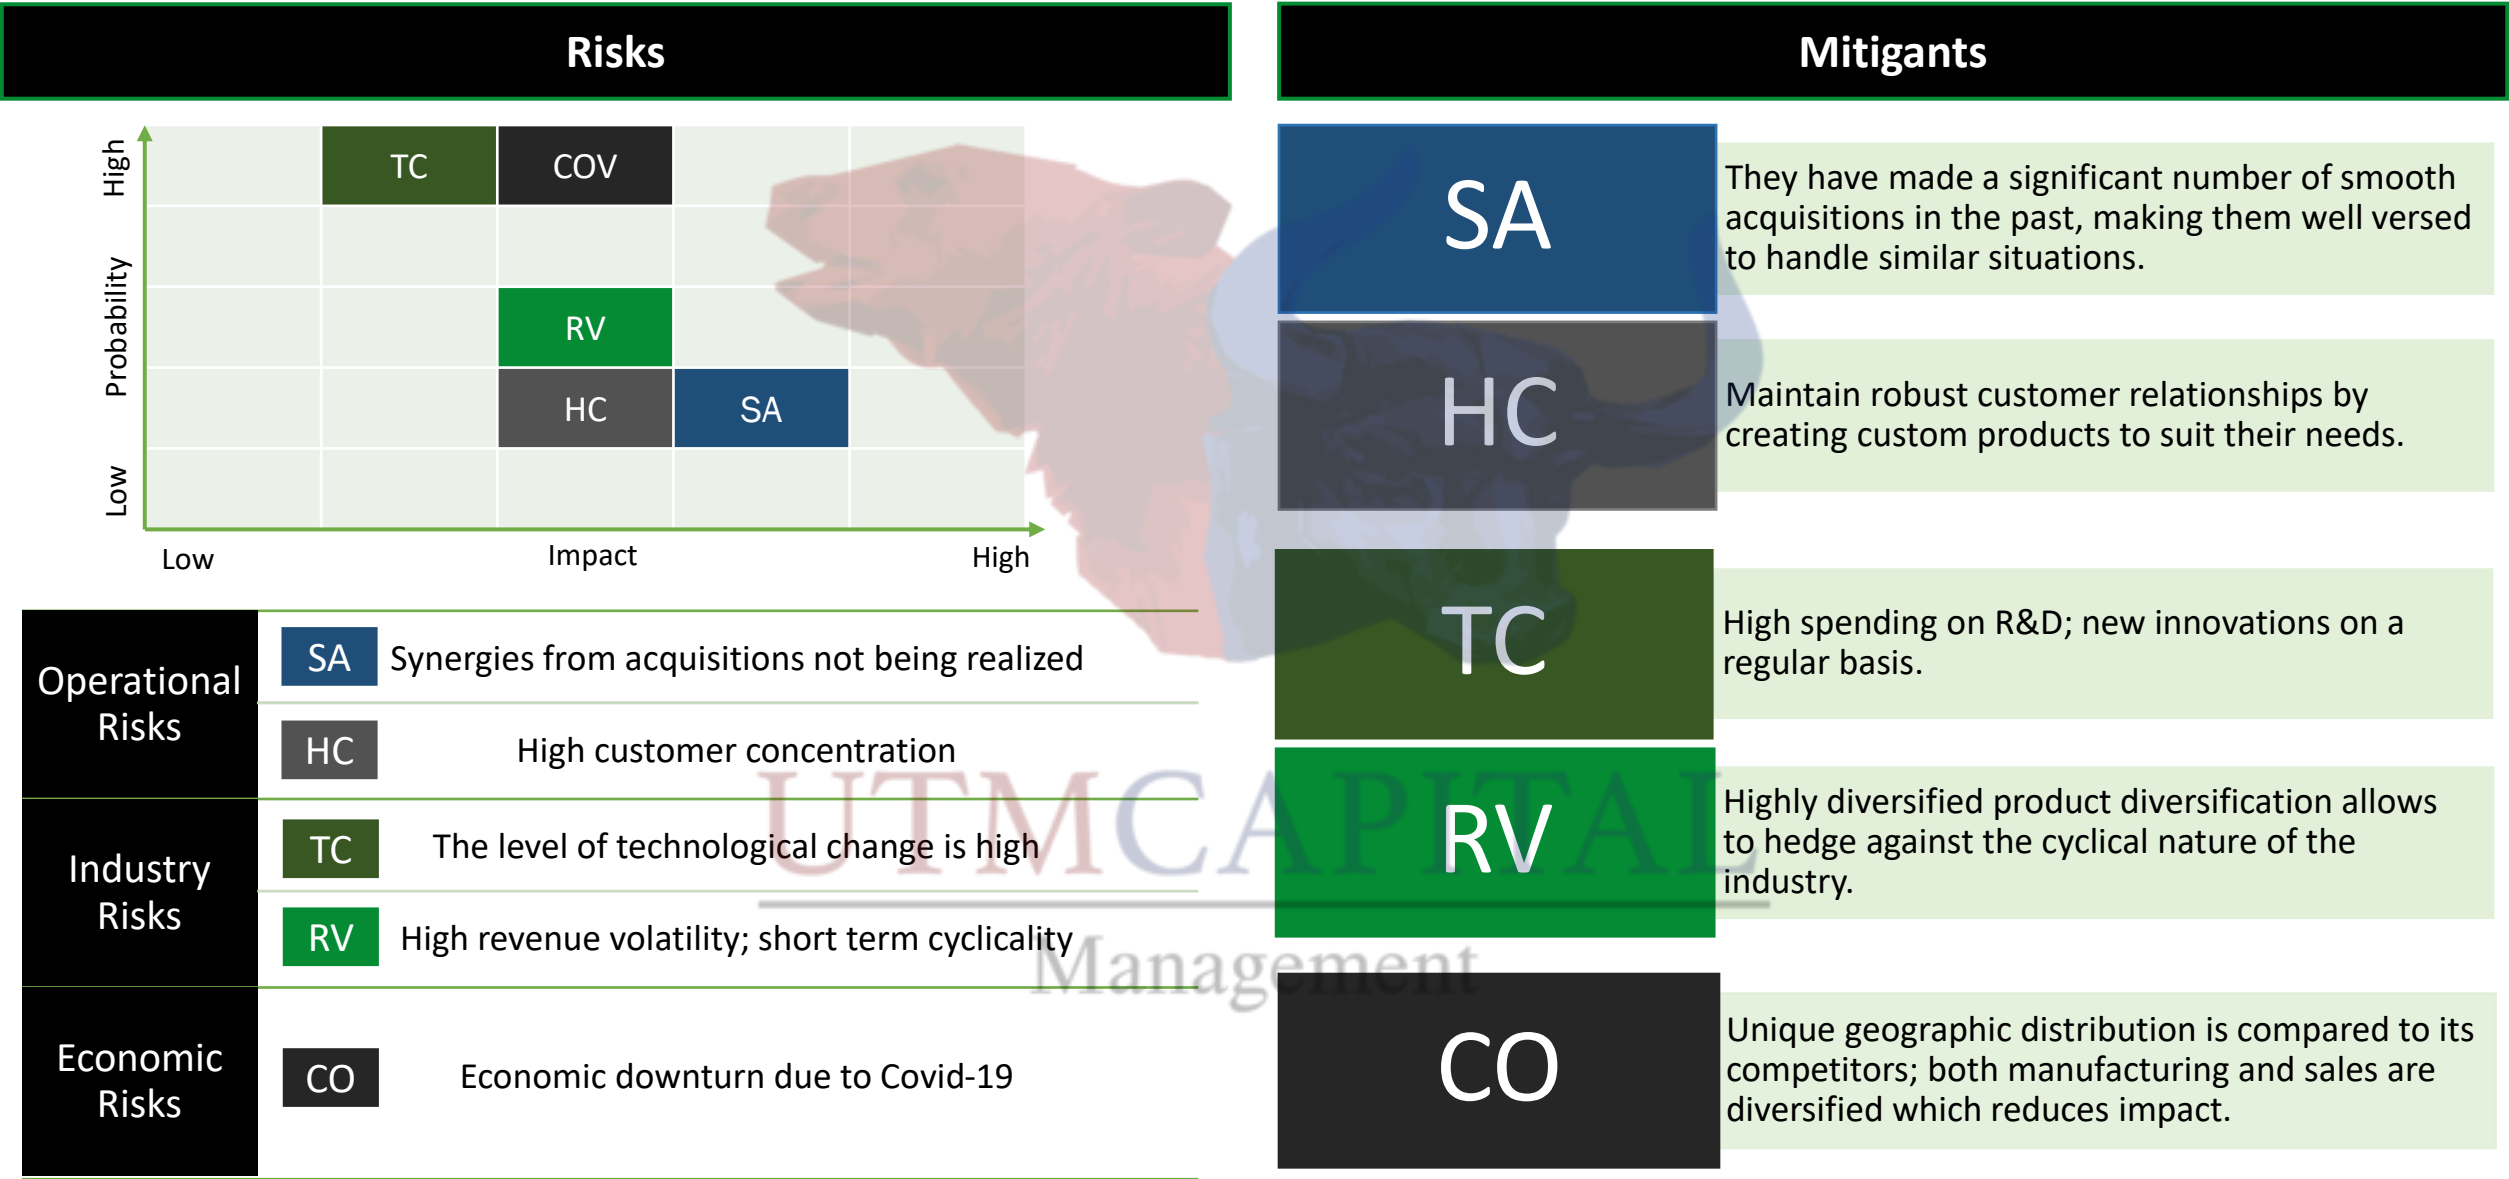 Risks
High
Probability
Low
TC
COV
RV
HC
SA
Low
Impact
High
Operational
Risks
SA
Synergies from acquisitions not being realized
HC
High customer concentration
Industry
Risks
TC
The level of technological change is high
RV
High revenue volatility; short term cyclicality
Economic
Risks
CO
Economic downturn due to Covid-19
Mitigants
SA
They have made a significant number of smooth
acquisitions in the past, making them well versed
to handle similar situations.
HC
Maintain robust customer relationships by
creating custom products to suit their needs.
TC
High spending on R&D; new innovations on a
regular basis.
RV
Highly diversified product diversification allows
to hedge against the cyclical nature of the
industry.
CO
Unique geographic distribution is compared to its
competitors; both manufacturing and sales are
diversified which reduces impact.
UTMCAPITAL
Management